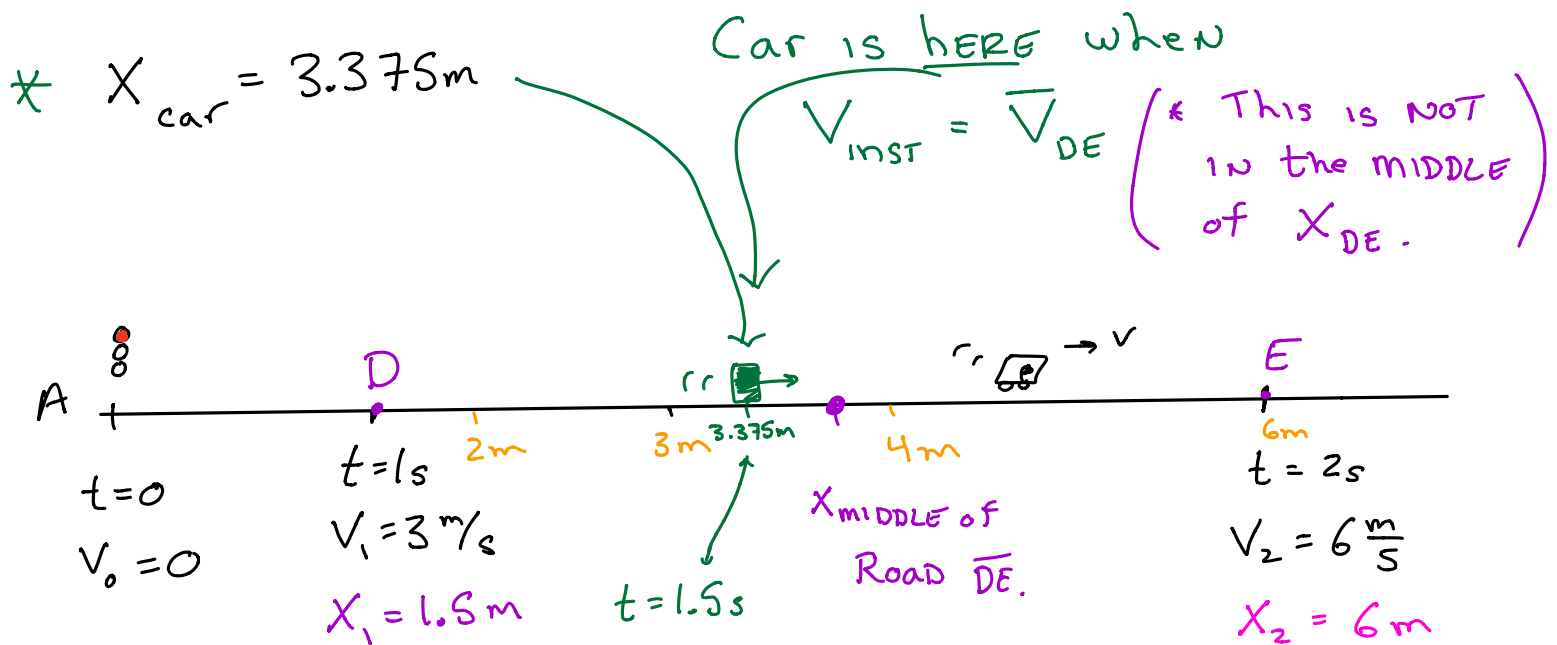 * X car = 3.375m
Car is HERE when
V INST = V̅ DE
(* This is NOT
IN the MIDDLE
of X DE.)
A
D
E
V
t=0
V₀ =0
t=1s
V₁ =3 m/s
X₁ = 1.5m
2m
3m
3.375m
4m
6m
t=1.5s
X MIDDLE of
ROAD D̅E̅.
t = 2s
V₂ = 6 m/s
X₂ = 6m